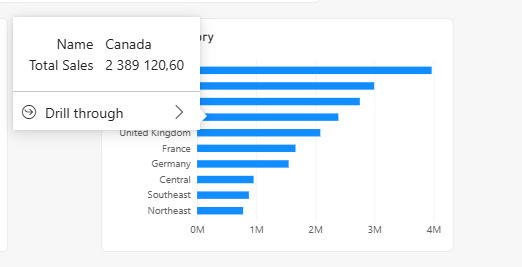 Name Canada
Total Sales 2 389 120,60
Drill through
ory
United Kingdom
France
Germany
Central
Southeast
Northeast
0M 1M 2M 3M 4M